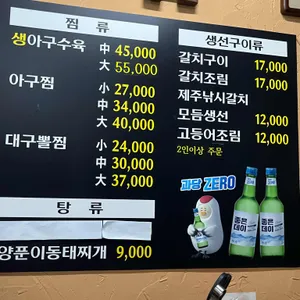 찜 류
생아구수육 中 45,000
大 55,000
아구찜 小 27,000
中 34,000
大 40,000
대구뽈찜 小 24,000
中 30,000
大 37,000
탕 류
양푼이동태찌개 9,000
생선구이류
갈치구이 17,000
갈치조림 17,000
제주낚시갈치
모듬생선 12,000
고등어조림 12,000
2인이상 주문
과당 ZERO
좋은
데이
좋은
데이